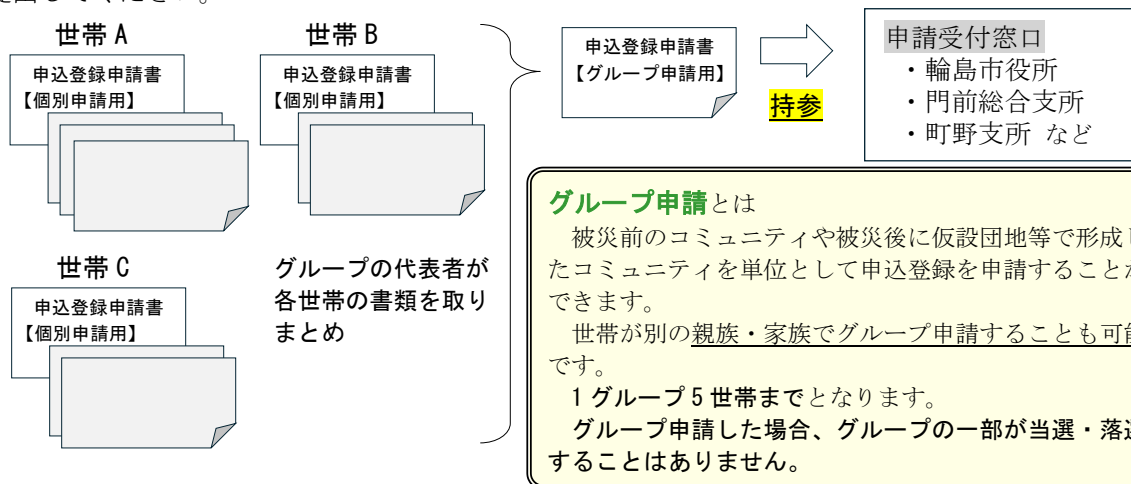 世帯 A
申込登録申請書
【個別申請用】
世帯 B
申込登録申請書
【個別申請用】
世帯 C
申込登録申請書
【個別申請用】
グループの代表者が
各世帯の書類を取り
まとめ
申込登録申請書
【グループ申請用】
持参
申請受付窓口
・輪島市役所
・門前総合支所
・町野支所 など
グループ申請とは
被災前のコミュニティや被災後に仮設団地等で形成し
たコミュニティを単位として申込登録を申請することが
できます。
世帯が別の親族・家族でグループ申請することも可能
です。
1 グループ 5 世帯までとなります。
グループ申請した場合、グループの一部が当選・落選
することはありません。